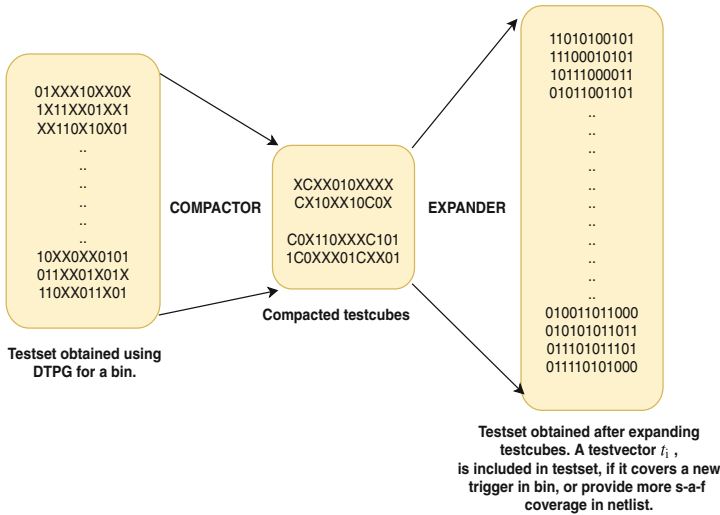 01XXX10XX0X
1X11XX01XX1
XX110X10X01
..
..
..
..
..
10XX0XX0101
011XX01X01X
110XX011X01
Testset obtained using
DTPG for a bin.
COMPACTOR
XCXX010XXXX
CX10XX10C0X
C0X110XXXC101
1C0XXX01CXX01
Compacted testcubes
EXPANDER
11010100101
11100010101
10111000011
01011001101
..
..
..
..
..
..
..
..
..
010011011000
010101011011
011101011101
011110101000
Testset obtained after expanding
testcubes. A testvector ti ,
is included in testset, if it covers a new
trigger in bin, or provide more s-a-f
coverage in netlist.